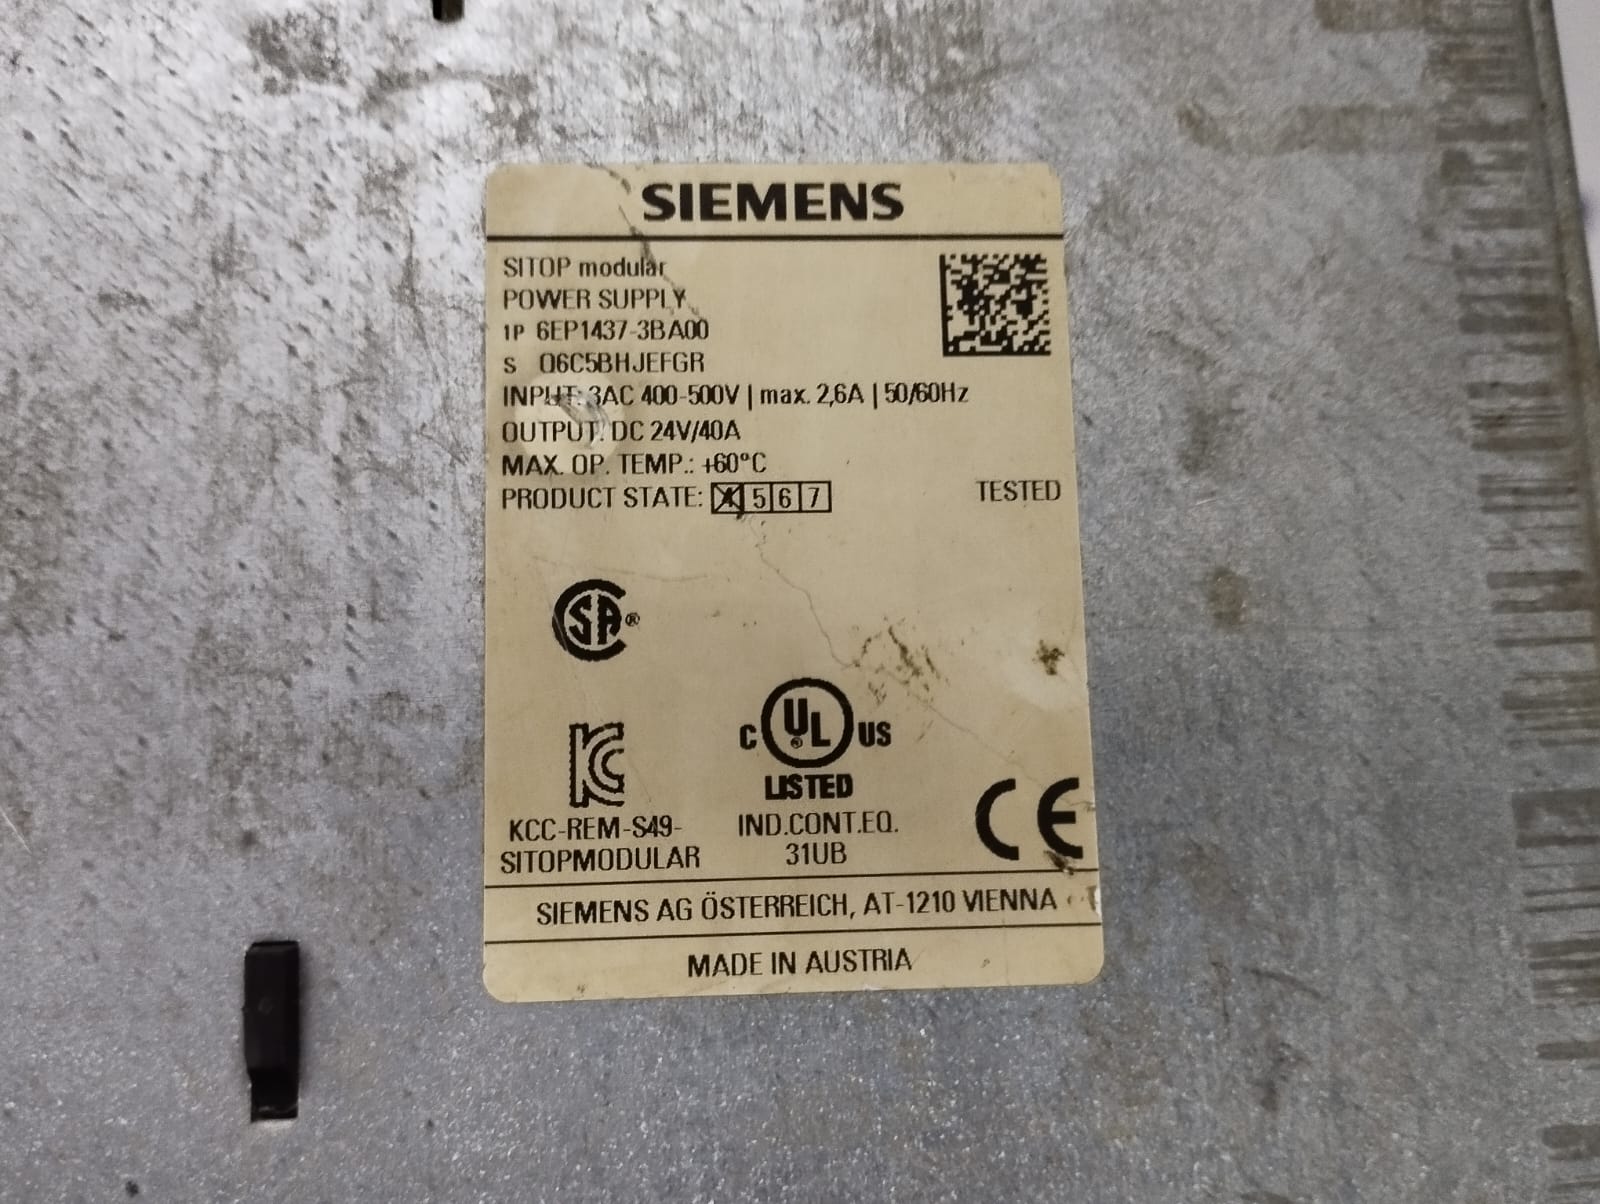 SIEMENS
SITOP modular
POWER SUPPLY
1P 6EP1437-3BA00
S Q6C5BHJEFGR
INPUT: 3AC 400-500V | max. 2,6A | 50/60Hz
OUTPUT: DC 24V/40A
MAX. OP. TEMP.: +60°C
PRODUCT STATE: 4 5 6 7 TESTED
SA®
C UL® US
LISTED
KCC-REM-S49-
SITOPMODULAR
IND.CONT.EQ.
31UB
CE
SIEMENS AG ÖSTERREICH, AT-1210 VIENNA
MADE IN AUSTRIA